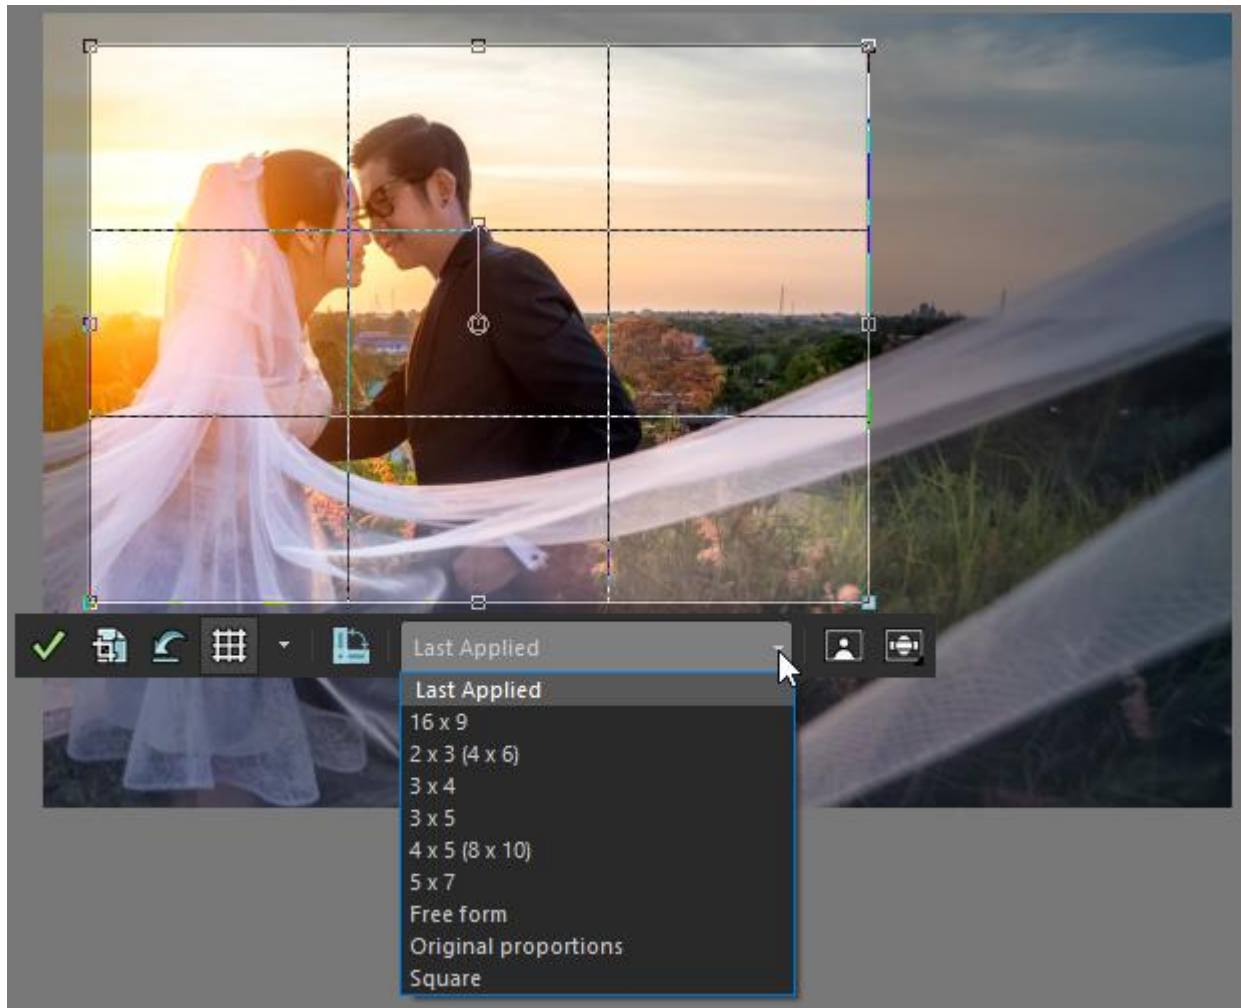 Last Applied
Last Applied
16 x 9
2 x 3 (4 x 6)
3 x 4
3 x 5
4 x 5 (8 x 10)
5 x 7
Free form
Original proportions
Square